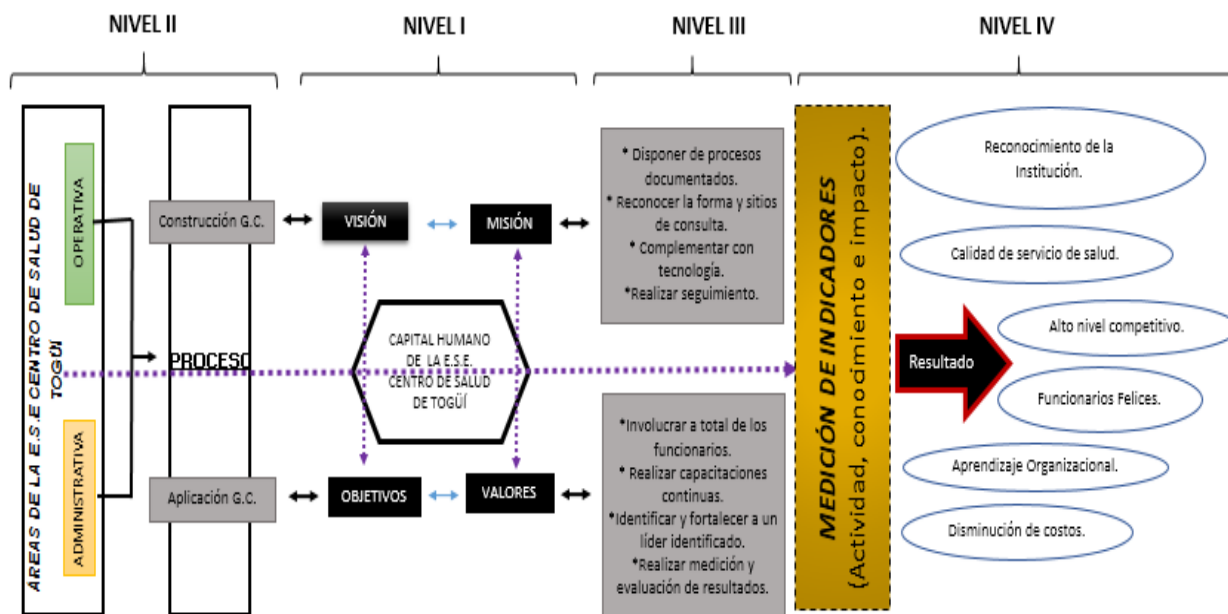 NIVEL II
NIVEL I
NIVEL III
NIVEL IV
AREAS DE LA E.S.E CENTRO DE SALUD DE
TOGÜÍ
OPERATIVA
ADMINISTRATIVA
Construcción G.C.
PROCESO
Aplicación G.C.
VISIÓN
MISIÓN
CAPITAL HUMANO
DE LA E.S.E.
CENTRO DE SALUD
DE TOGÜÍ
OBJETIVOS
VALORES
* Disponer de procesos
documentados.
* Reconocer la forma y sitios
de consulta.
* Complementar con
tecnología.
*Realizar seguimiento.
*Involucrar a total de los
funcionarios.
* Realizar capacitaciones
continuas.
*Identificar y fortalecer a un
líder identificado.
*Realizar medición y
evaluación de resultados.
MEDICIÓN DE INDICADORES
(Actividad, conodimiento e impacto).
Resultado
Reconocimiento de la
Institución.
Calidad de servicio de salud.
Alto nivel competitivo.
Funcionarios Felices.
Aprendizaje Organizacional.
Disminución de costos.